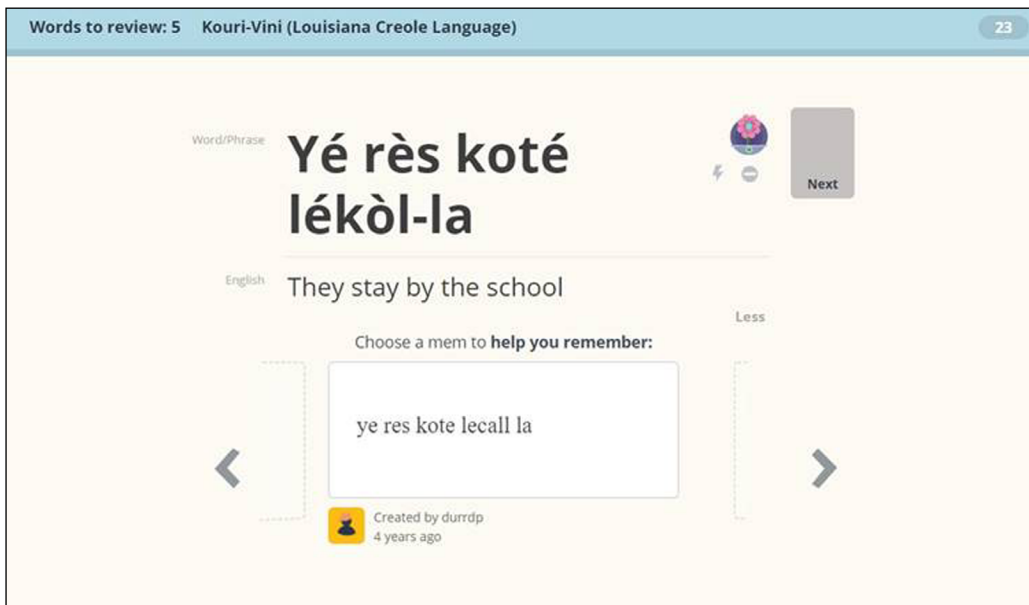 Words to review: 5 Kouri-Vini (Louisiana Creole Language) 23
Word/Phrase
Yé rès koté
lékòl-la
Next
English
They stay by the school
Less
Choose a mem to help you remember:
ye res kote lecall la
Created by durrdp
4 years ago